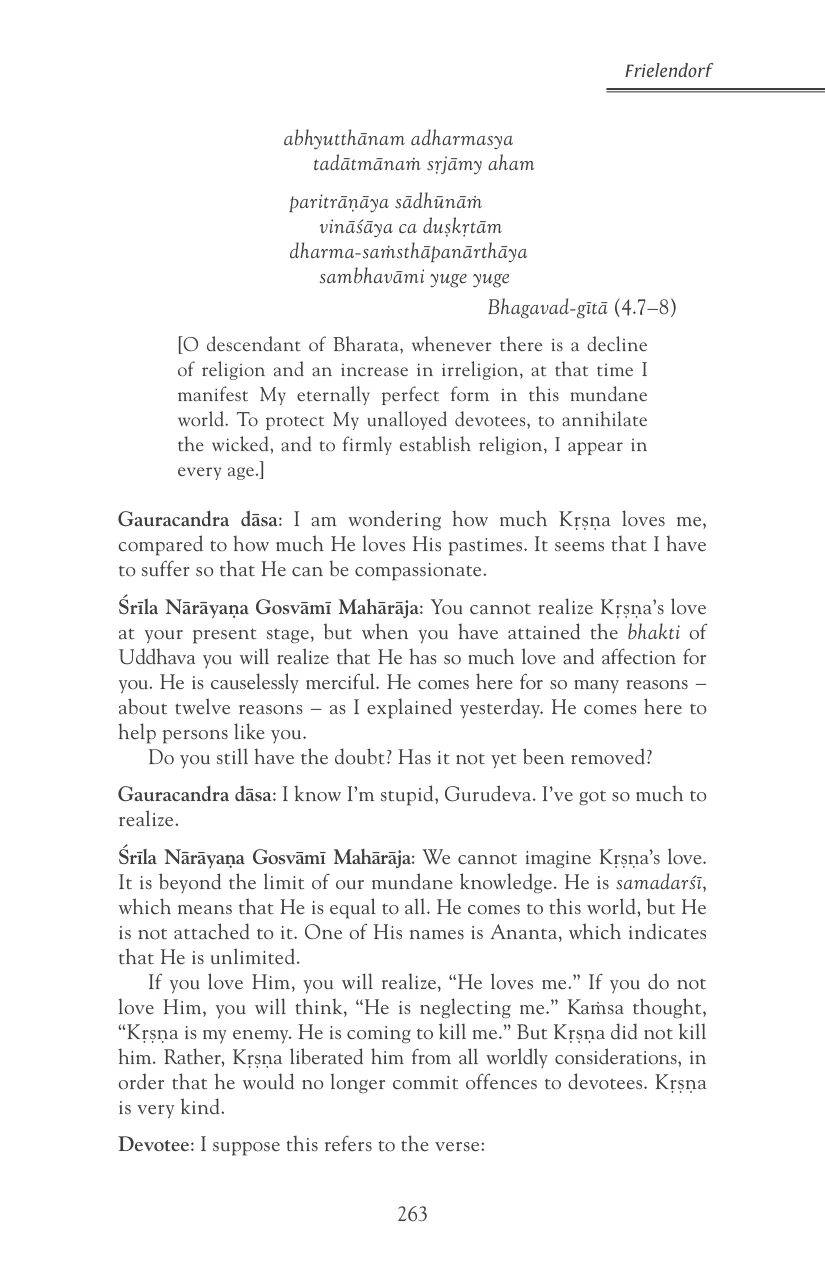 Frielendorf
abhyutthānam adharmasya
tadātmānaṁ sṛjāmy aham
paritrāṇāya sādhūnāṁ
vināśāya ca duṣkṛtām
dharma-saṁsthāpanārthāya
sambhavāmi yuge yuge
Bhagavad-gītā (4.7–8)
[O descendant of Bharata, whenever there is a decline
of religion and an increase in irreligion, at that time I
manifest My eternally perfect form in this mundane
world. To protect My unalloyed devotees, to annihilate
the wicked, and to firmly establish religion, I appear in
every age.]
Gauracandra dāsa: I am wondering how much Kṛṣṇa loves me,
compared to how much He loves His pastimes. It seems that I have
to suffer so that He can be compassionate.
Śrīla Nārāyaṇa Gosvāmī Mahārāja: You cannot realize Kṛṣṇa’s love
at your present stage, but when you have attained the bhakti of
Uddhava you will realize that He has so much love and affection for
you. He is causelessly merciful. He comes here for so many reasons –
about twelve reasons – as I explained yesterday. He comes here to
help persons like you.
Do you still have the doubt? Has it not yet been removed?
Gauracandra dāsa: I know I’m stupid, Gurudeva. I’ve got so much to
realize.
Śrīla Nārāyaṇa Gosvāmī Mahārāja: We cannot imagine Kṛṣṇa’s love.
It is beyond the limit of our mundane knowledge. He is samadarśī,
which means that He is equal to all. He comes to this world, but He
is not attached to it. One of His names is Ananta, which indicates
that He is unlimited.
If you love Him, you will realize, “He loves me.” If you do not
love Him, you will think, “He is neglecting me.” Kaṁsa thought,
“Kṛṣṇa is my enemy. He is coming to kill me.” But Kṛṣṇa did not kill
him. Rather, Kṛṣṇa liberated him from all worldly considerations, in
order that he would no longer commit offences to devotees. Kṛṣṇa
is very kind.
Devotee: I suppose this refers to the verse:
263